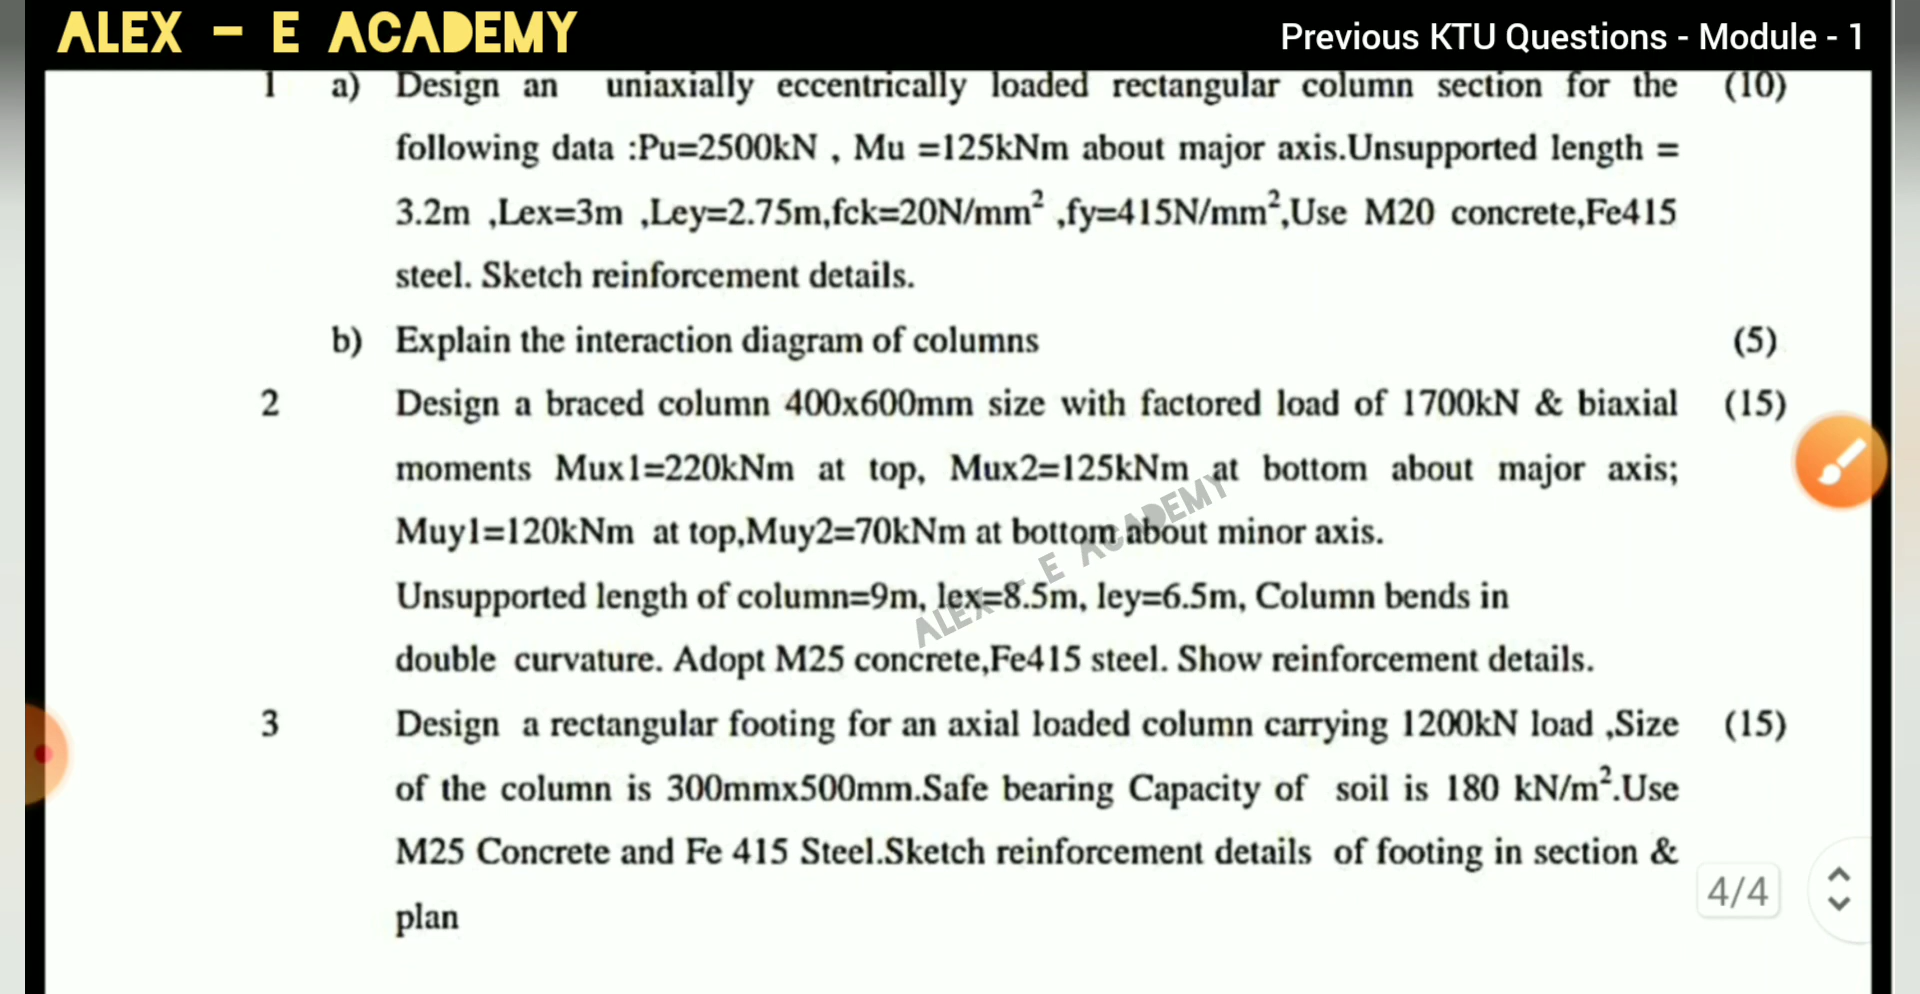 ALEX - E ACADEMY
Previous KTU Questions - Module - 1
1 a) Design an uniaxially eccentrically loaded rectangular column section for the (10)
following data :Pu=2500kN , Mu =125kNm about major axis.Unsupported length =
3.2m ,Lex=3m ,Ley=2.75m,fck=20N/mm² ,fy=415N/mm²,Use M20 concrete,Fe415
steel. Sketch reinforcement details.
b) Explain the interaction diagram of columns (5)
2 Design a braced column 400x600mm size with factored load of 1700kN & biaxial (15)
moments Mux1=220kNm at top, Mux2=125kNm at bottom about major axis;
Muy1=120kNm at top,Muy2=70kNm at bottom about minor axis.
Unsupported length of column=9m, lex=8.5m, ley=6.5m, Column bends in
double curvature. Adopt M25 concrete,Fe415 steel. Show reinforcement details.
ALEX - E ACADEMY
3 Design a rectangular footing for an axial loaded column carrying 1200kN load ,Size (15)
of the column is 300mmx500mm.Safe bearing Capacity of soil is 180 kN/m².Use
M25 Concrete and Fe 415 Steel.Sketch reinforcement details of footing in section &
plan
4/4